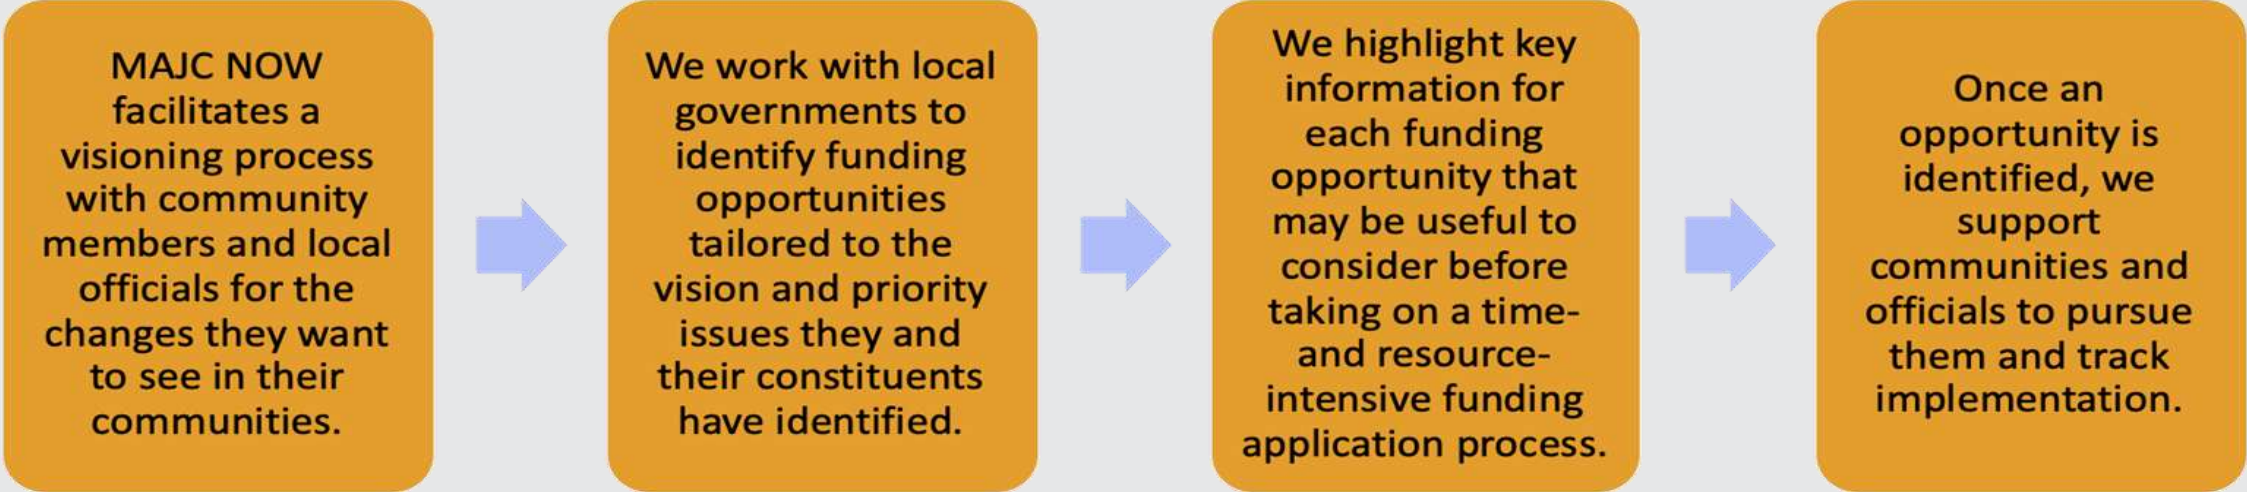 MAJC NOW
facilitates a
visioning process
with community
members and local
officials for the
changes they want
to see in their
communities.
We work with local
governments to
identify funding
opportunities
tailored to the
vision and priority
issues they and
their constituents
have identified.
We highlight key
information for
each funding
opportunity that
may be useful to
consider before
taking on a time-
and resource-
intensive funding
application process.
Once an
opportunity is
identified, we
support
communities and
officials to pursue
them and track
implementation.